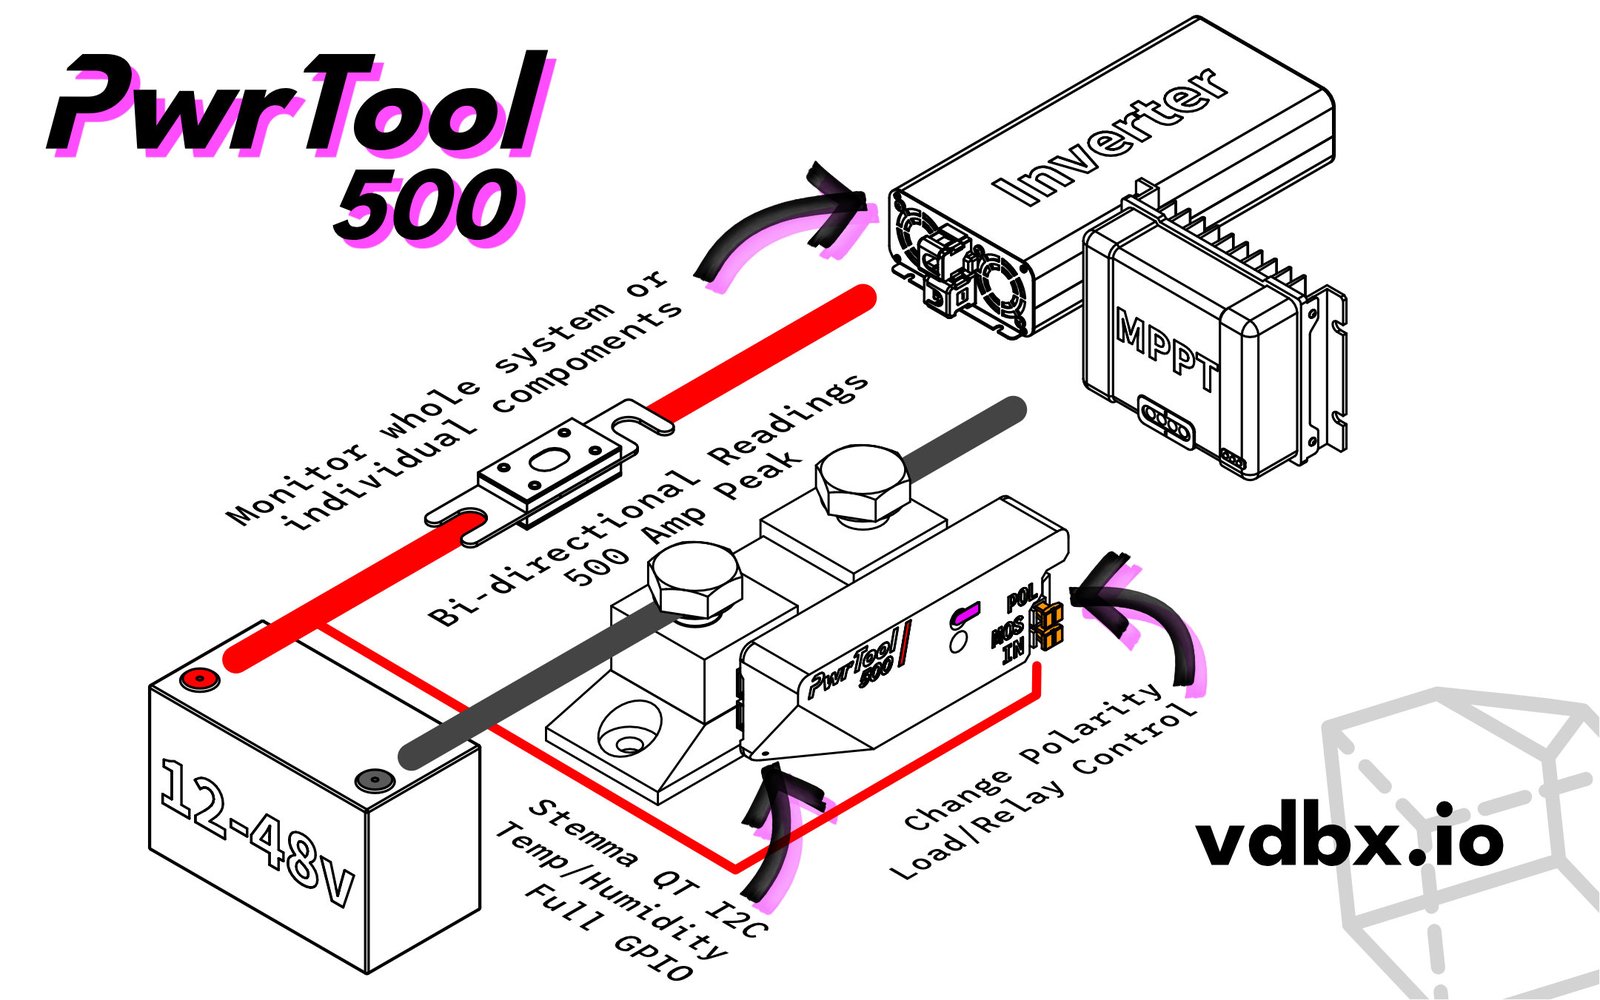 PwrTool
500
Inverter
MPPT
Monitor whole system or
individual compoments
Bi-directional Readings
500 Amp Peak
POL
MOS
IN
PwrTool
500
12-48v
Change Polarity
Load/Relay Control
Stemma QT I2C
Temp/Humidity
Full GPIO
vdbx.io